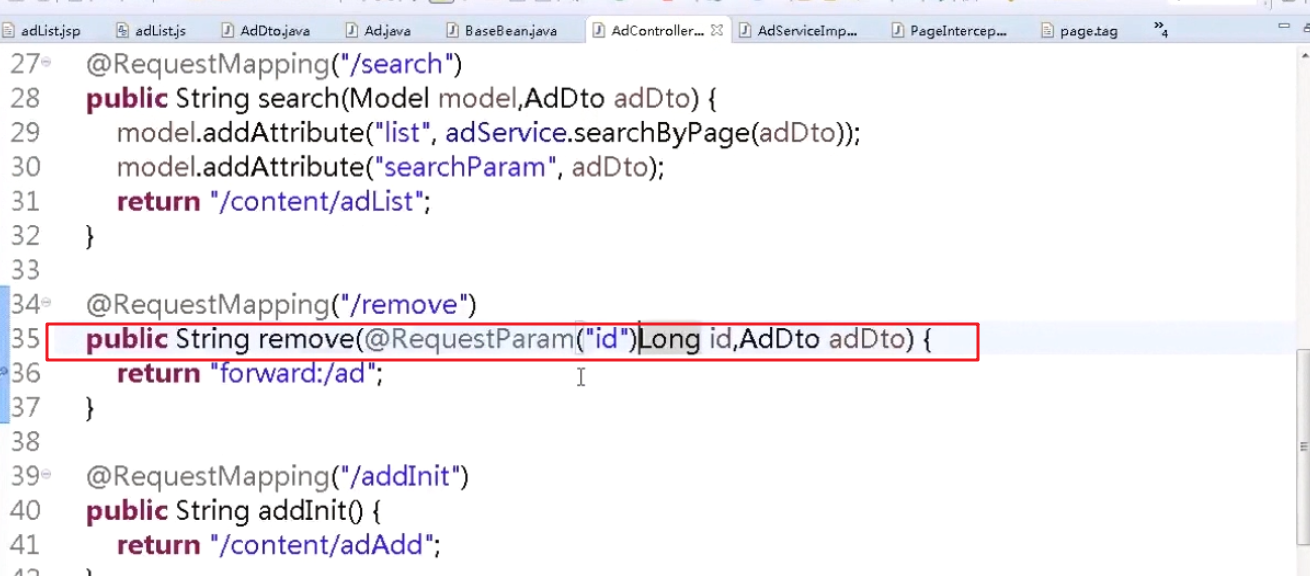 adList.jsp adList.js AdDto.java Ad.java BaseBean.java AdController... AdServiceImp... PageIntercep... page.tag »4
27 @RequestMapping("/search")
28 public String search(Model model,AdDto adDto) {
29 model.addAttribute("list", adService.searchByPage(adDto));
30 model.addAttribute("searchParam", adDto);
31 return "/content/adList";
32 }
33
34 @RequestMapping("/remove")
35 public String remove(@RequestParam("id")Long id,AdDto adDto) {
36 return "forward:/ad";
37 }
38
39 @RequestMapping("/addInit")
40 public String addInit() {
41 return "/content/adAdd";